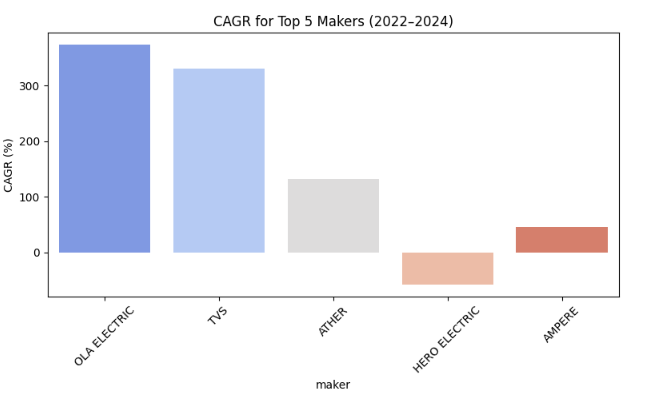 CAGR for Top 5 Makers (2022–2024)
CAGR (%)
300
200
100
0
OLA ELECTRIC
TVS
ATHER
HERO ELECTRIC
AMPERE
maker